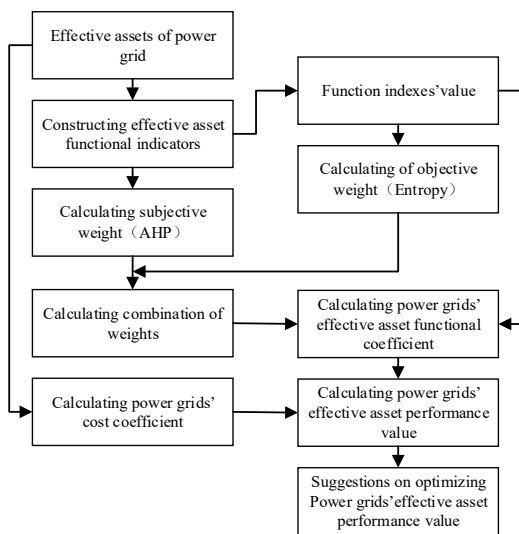 Effective assets of power
grid
Constructing effective asset
functional indicators
Function indexes'value
Calculating subjective
weight（AHP）
Calculating of objective
weight（Entropy）
Calculating combination of
weights
Calculating power grids'
effective asset functional
coefficient
Calculating power grids'
cost coefficient
Calculating power grids'
effective asset performance
value
Suggestions on optimizing
Power grids'effective asset
performance value